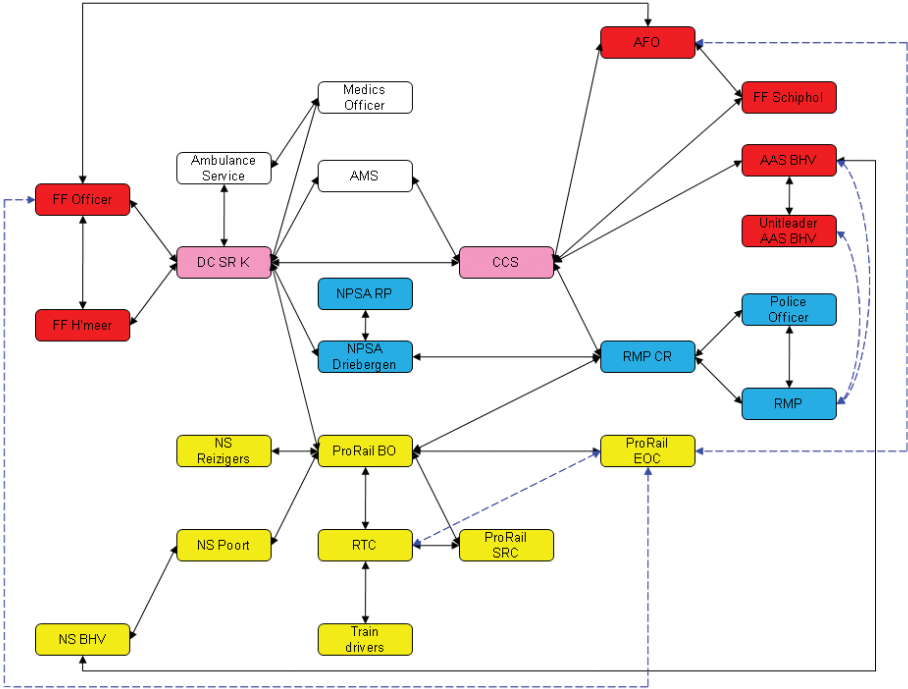 AFO
Medics
Officer
FF Schiphol
Ambulance
Service
AMS
AAS BHV
FF Officer
Unitleader
AAS BHV
DC SR K
CCS
NPSA RP
Police
Officer
FF H'meer
NPSA
Driebergen
RMP CR
RMP
NS
Reizigers
ProRail BO
ProRail
EOC
NS Poort
RTC
ProRail
SRC
NS BHV
Train
drivers